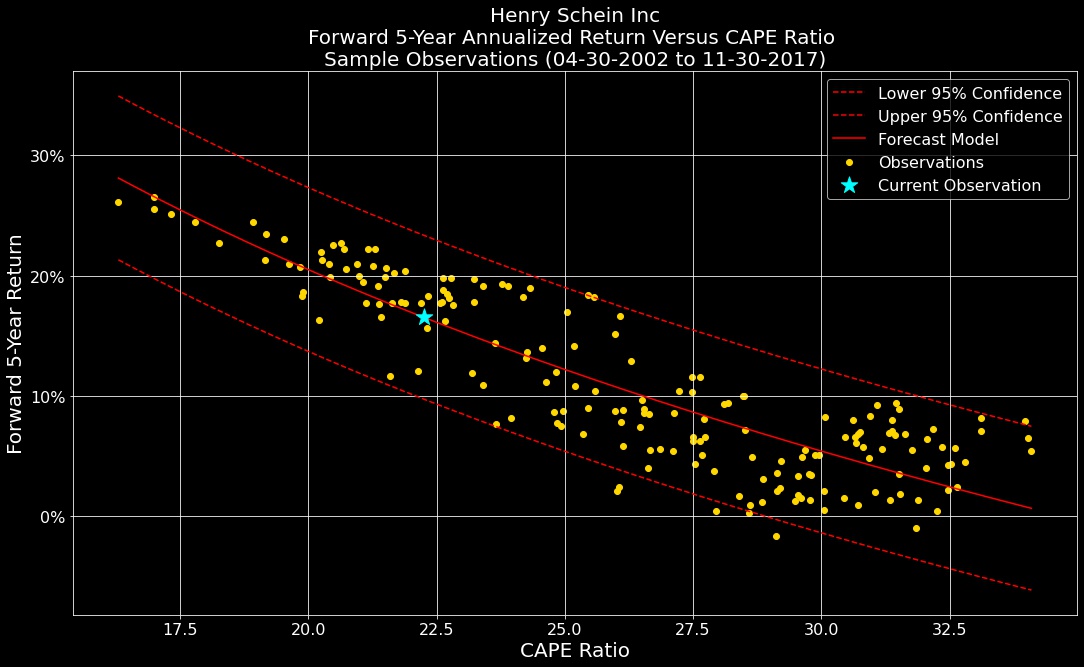 Henry Schein Inc
Forward 5-Year Annualized Return Versus CAPE Ratio
Sample Observations (04-30-2002 to 11-30-2017)
Lower 95% Confidence
Upper 95% Confidence
Forecast Model
Observations
Current Observation
Forward 5-Year Return
30%
20%
10%
0%
17.5 20.0 22.5 25.0 27.5 30.0 32.5
CAPE Ratio